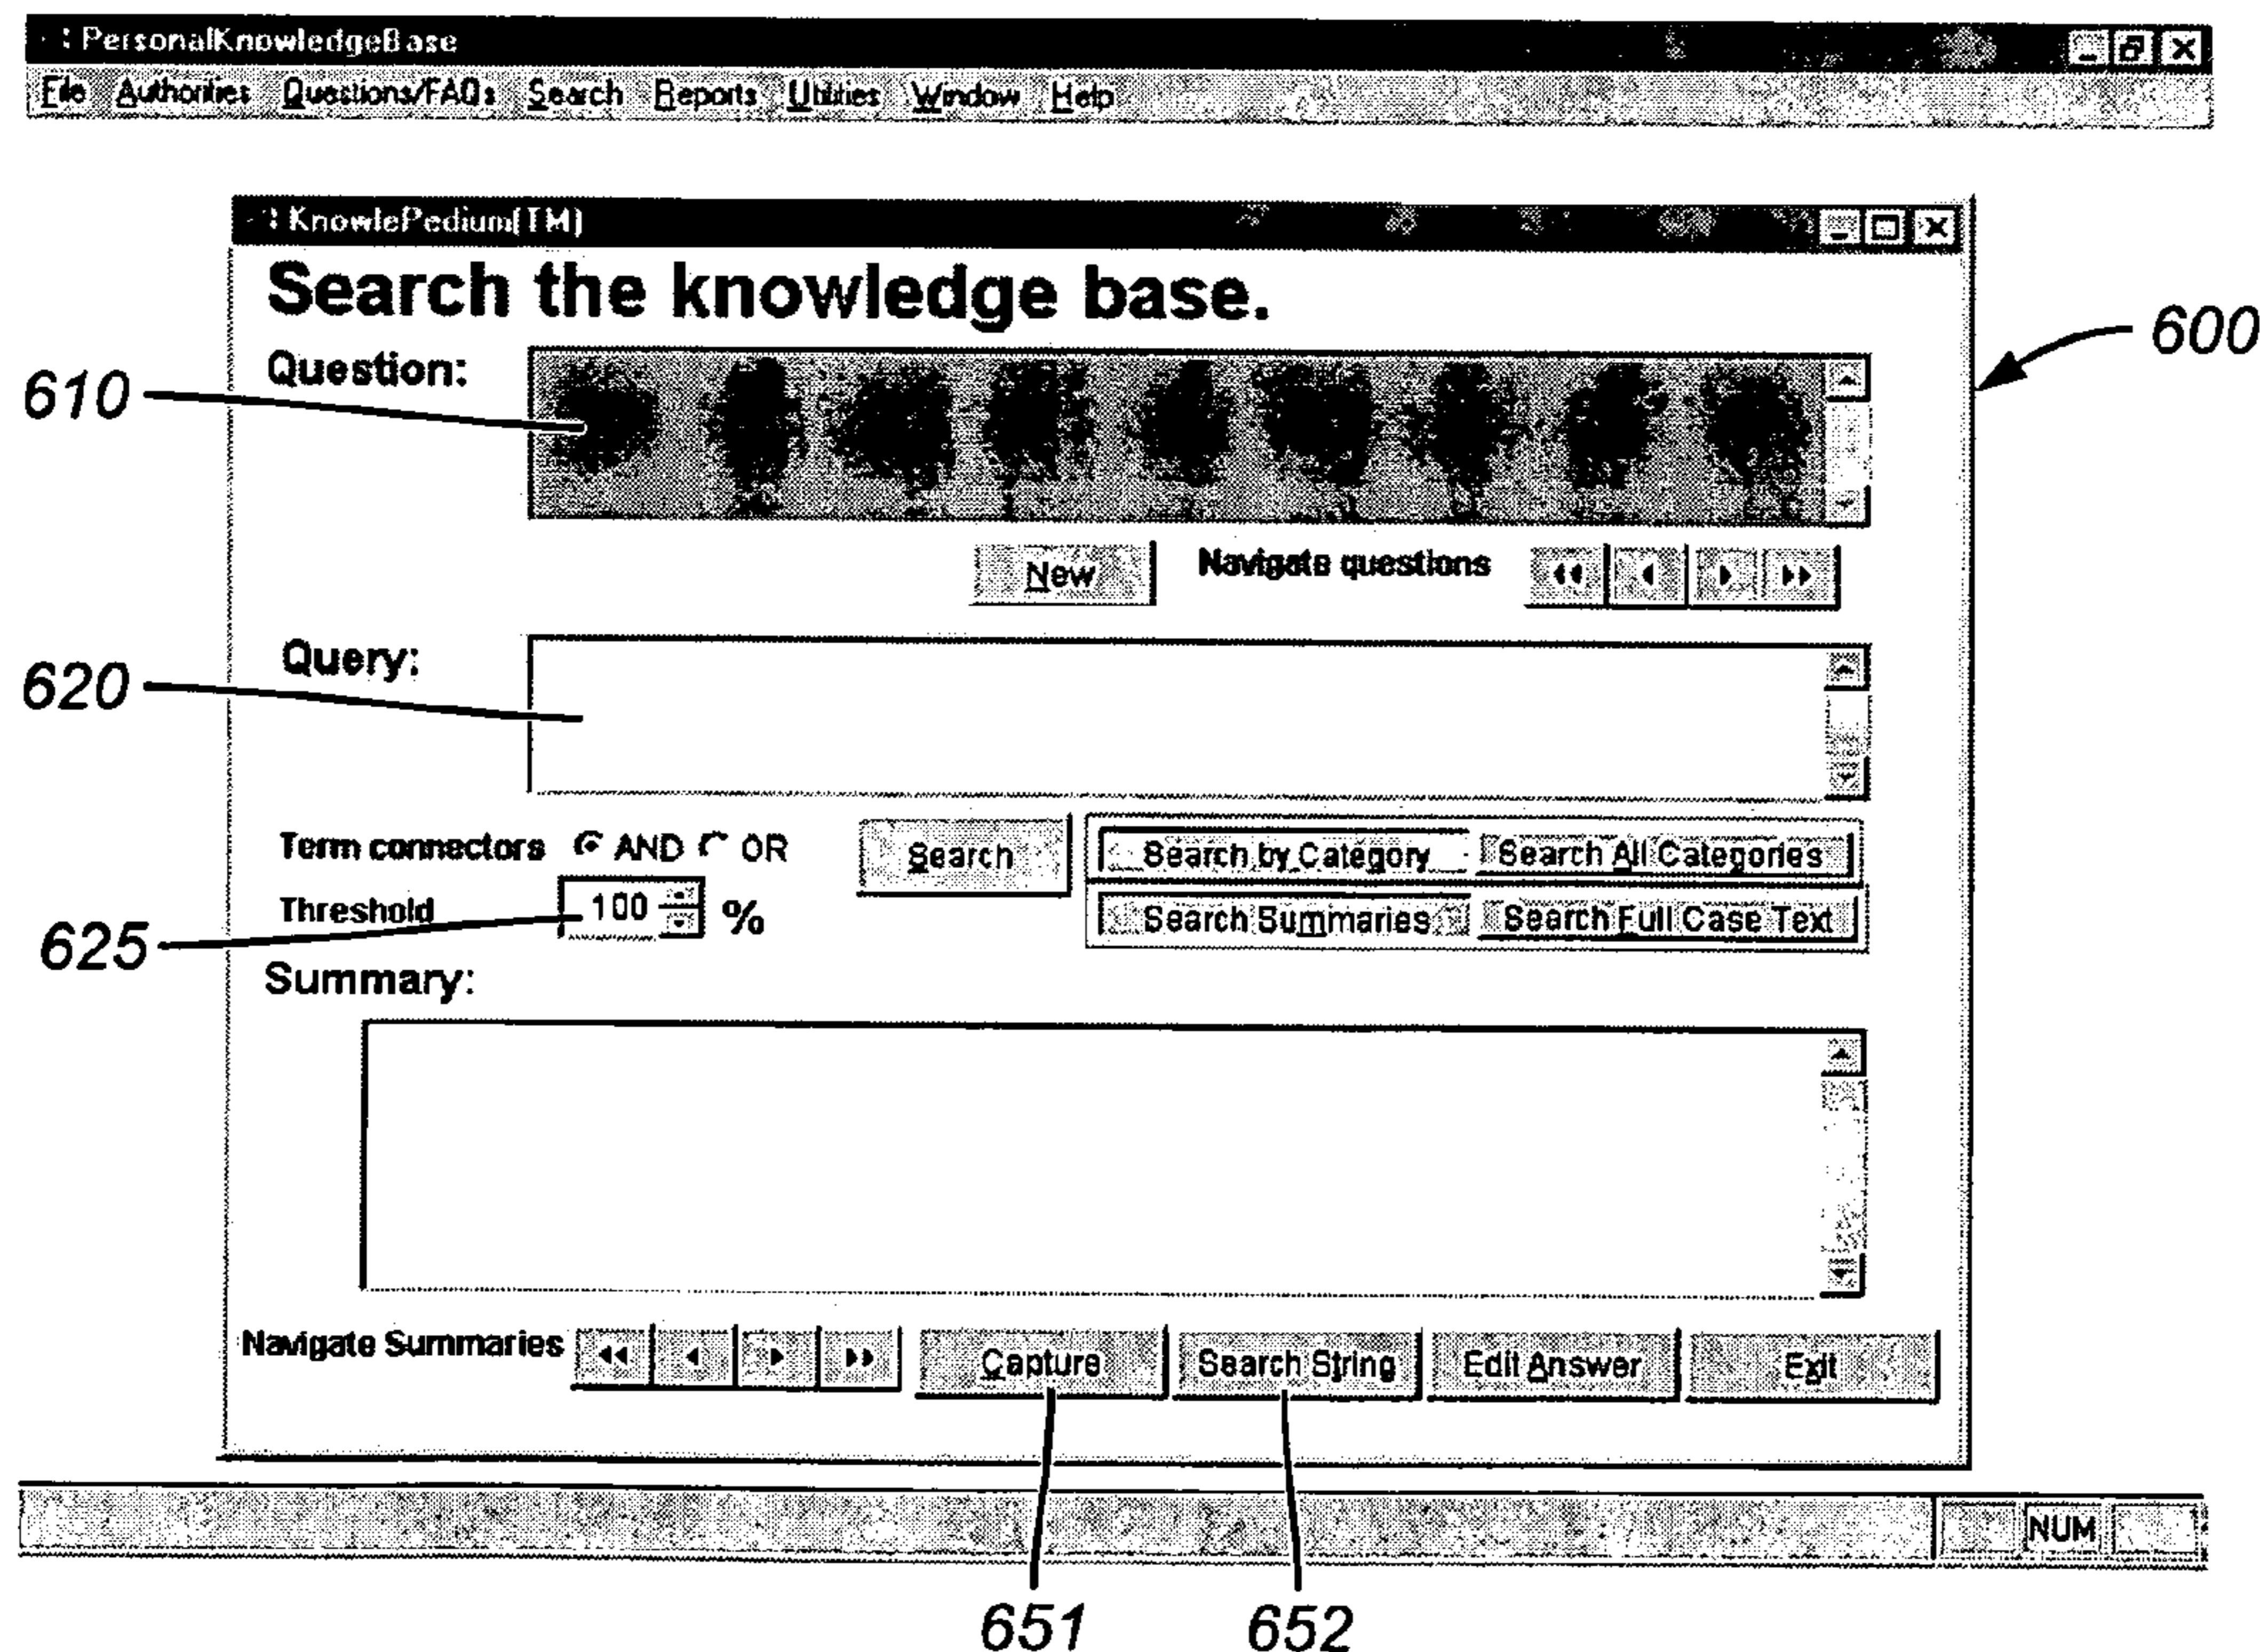 PersonalKnowledgeBase
File Authorities Questions/FAQs Search Reports Utilities Window Help
KnowlePedium(TM)
Search the knowledge base.
600
Question:
610
New Navigate questions
Query:
620
Term connectors AND OR Search Search by Category Search All Categories
Threshold 100 % Search Summaries Search Full Case Text
625
Summary:
Navigate Summaries Capture Search String Edit Answer Exit
NUM
651 652